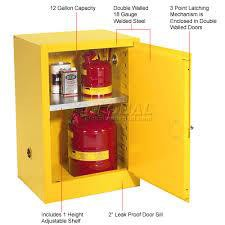 12 Gallon Capacity
Double Walled
18 Gauge
Welded Steel
3 Point Latching
Mechanism is
Enclosed in Double
Walled Doors
GLOBAL
Includes 1 Height
Adjustable Shelf
2" Leak Proof Door Sill